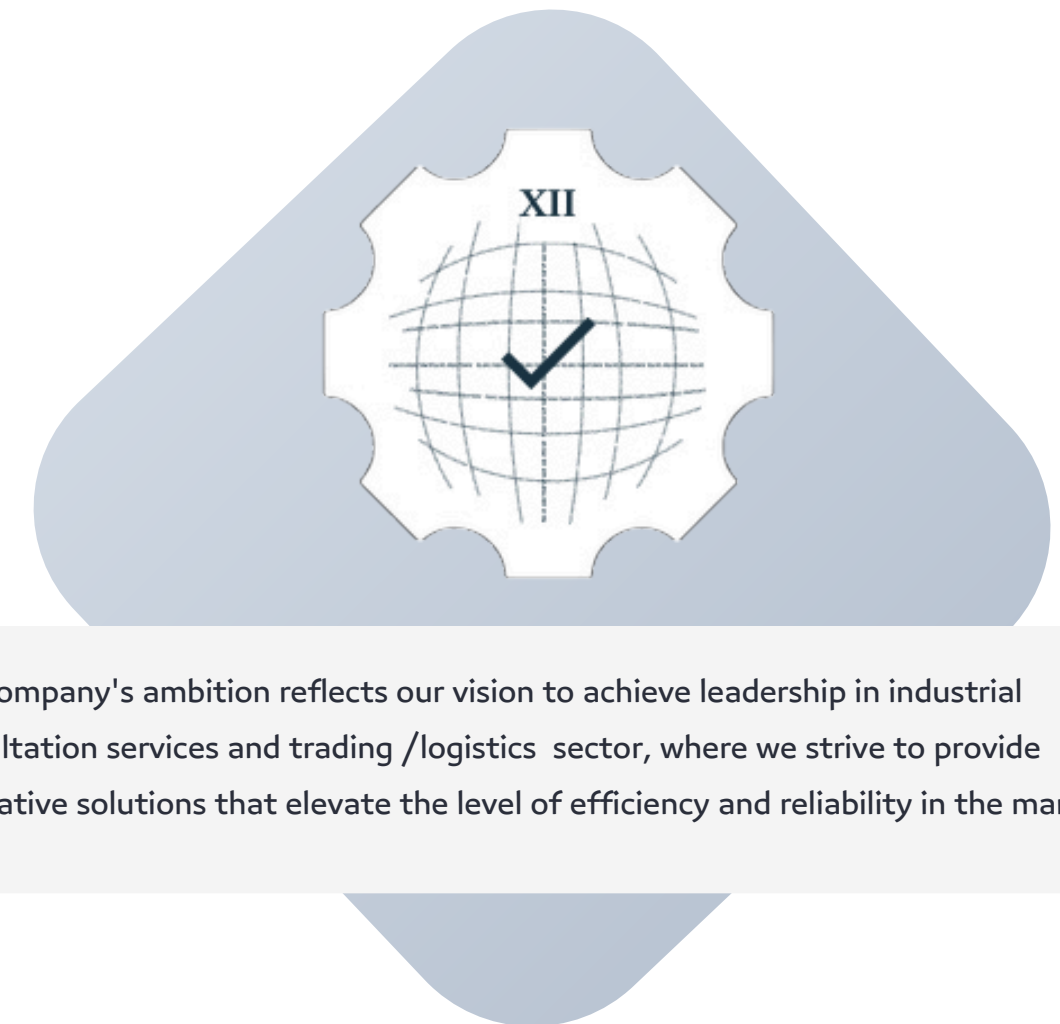 XII
ompany's ambition reflects our vision to achieve leadership in industrial
ltation services and trading /logistics  sector, where we strive to provide
ative solutions that elevate the level of efficiency and reliability in the mar